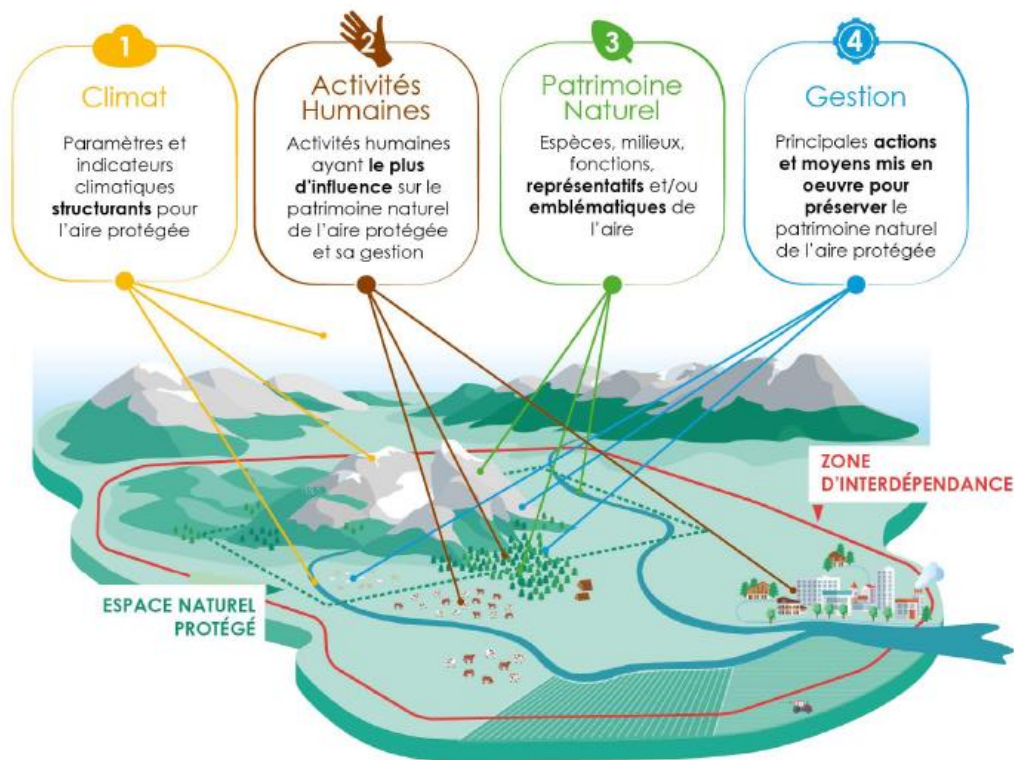 1
Climat
Paramètres et
indicateurs
climatiques
structurants pour
l'aire protégée
2
Activités
Humaines
Activités humaines
ayant le plus
d'influence sur le
patrimoine naturel
de l'aire protégée
et sa gestion
3
Patrimoine
Naturel
Espèces, milieux,
fonctions,
représentatifs et/ou
emblématiques de
l'aire
4
Gestion
Principales actions
et moyens mis en
oeuvre pour
préserver le
patrimoine naturel
de l'aire protégée
ZONE
D'INTERDÉPENDANCE
ESPACE NATUREL
PROTÉGÉ